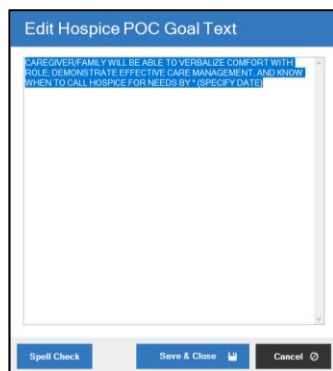 Edit Hospice POC Goal Text
CAREGIVER/FAMILY WILL BE ABLE TO VERBALIZE COMFORT WITH
ROLE, DEMONSTRATE EFFECTIVE CARE MANAGEMENT, AND KNOW
WHEN TO CALL HOSPICE FOR NEEDS BY * (SPECIFY DATE)
Spell Check Save & Close Cancel